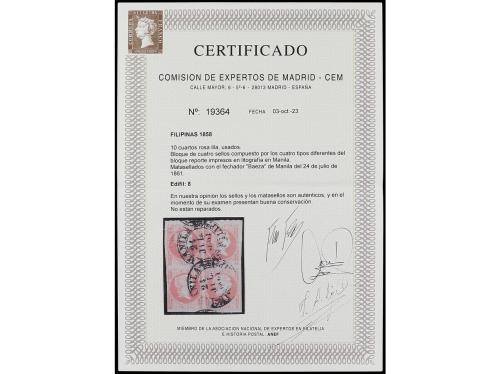 CERTIFICADO
COMISION DE EXPERTOS DE MADRID - CEM
CALLE MAYOR, 6 - 5º-6 - 28013 MADRID - ESPAÑA
Nº: 19364 FECHA 03-oct.-23
FILIPINAS 1858
10 cuartos rosa lila, usados.
Bloque de cuatro sellos compuesto por los cuatro tipos diferentes del
bloque reporte impresos en litografía en Manila.
Matasellados con el fechador "Baeza" de Manila del 24 de julio de
1861.
Edifil: 8
En nuestra opinión los sellos y los matasellos son auténticos, y en el
momento de su examen presentan buena conservación.
No están reparados.
MIEMBRO DE LA ASOCIACION NACIONAL DE EXPERTOS EN FILATELIA
E HISTORIA POSTAL: ANEF